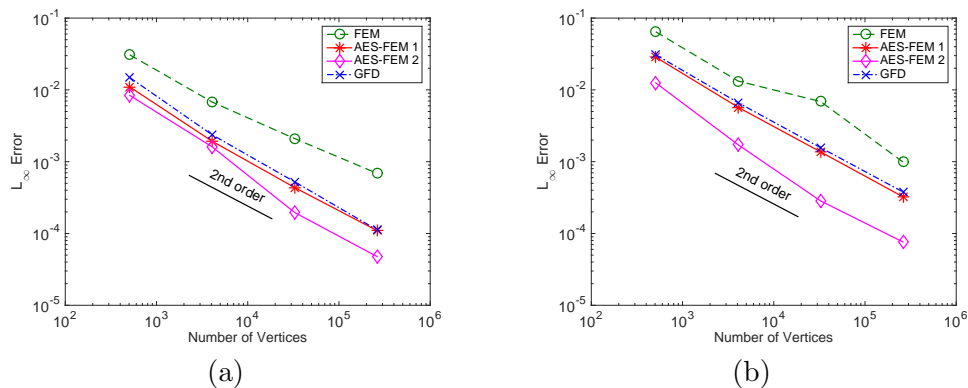 10^-1
10^-2
10^-3
10^-4
10^-5
L∞ Error
FEM
AES-FEM 1
AES-FEM 2
GFD
2nd order
10^2 10^3 10^4 10^5 10^6
Number of Vertices
(a)
10^-1
10^-2
10^-3
10^-4
10^-5
L∞ Error
FEM
AES-FEM 1
AES-FEM 2
GFD
2nd order
10^2 10^3 10^4 10^5 10^6
Number of Vertices
(b)